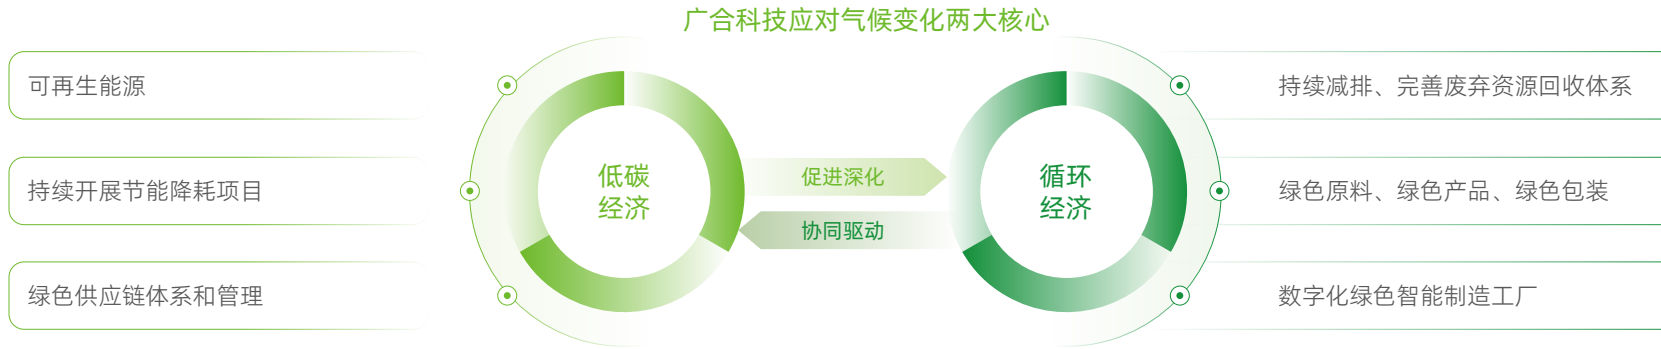 广合科技应对气候变化两大核心
可再生能源
持续开展节能降耗项目
绿色供应链体系和管理
低碳
经济
促进深化
协同驱动
循环
经济
持续减排、完善废弃资源回收体系
绿色原料、绿色产品、绿色包装
数字化绿色智能制造工厂